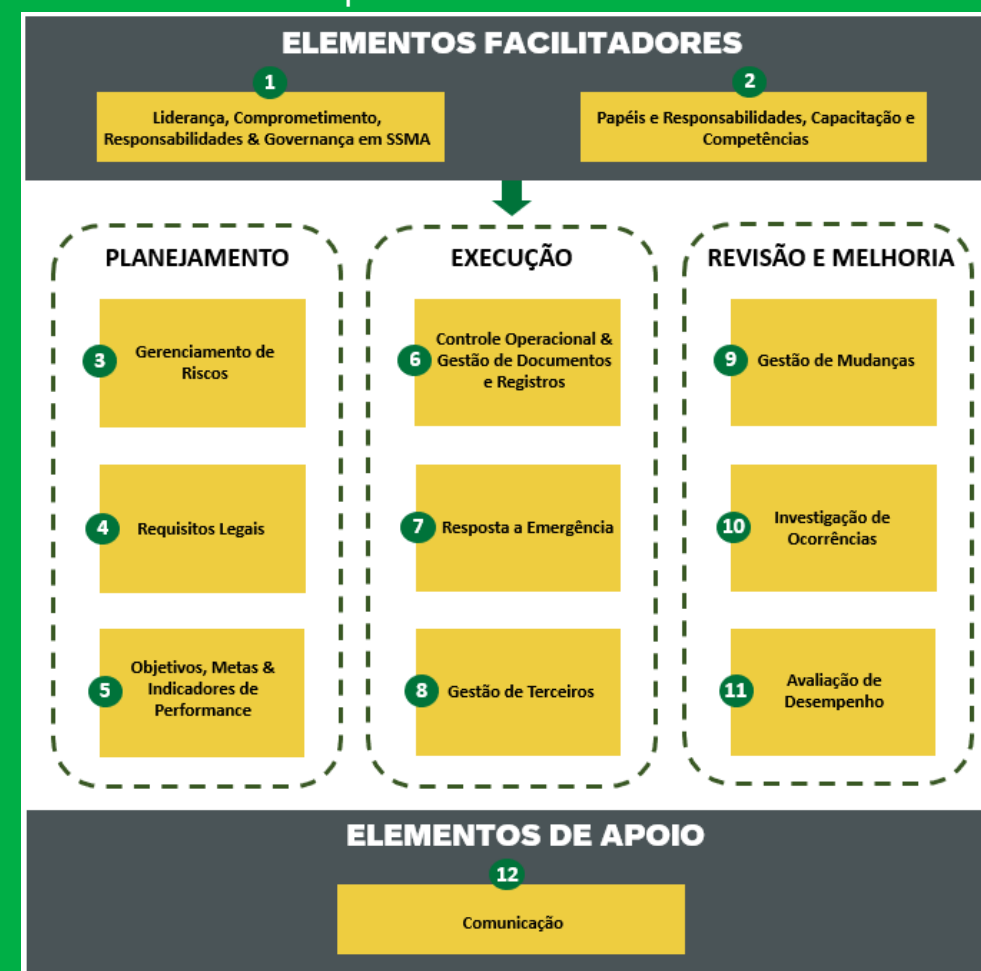 ELEMENTOS FACILITADORES
1
Liderança, Comprometimento,
Responsabilidades & Governança em SSMA
2
Papéis e Responsabilidades, Capacitação e
Competências
PLANEJAMENTO
3
Gerenciamento de
Riscos
4
Requisitos Legais
5
Objetivos, Metas &
Indicadores de
Performance
EXECUÇÃO
6
Controle Operacional &
Gestão de Documentos
e Registros
7
Resposta a Emergência
8
Gestão de Terceiros
REVISÃO E MELHORIA
9
Gestão de Mudanças
10
Investigação de
Ocorrências
11
Avaliação de
Desempenho
ELEMENTOS DE APOIO
12
Comunicação